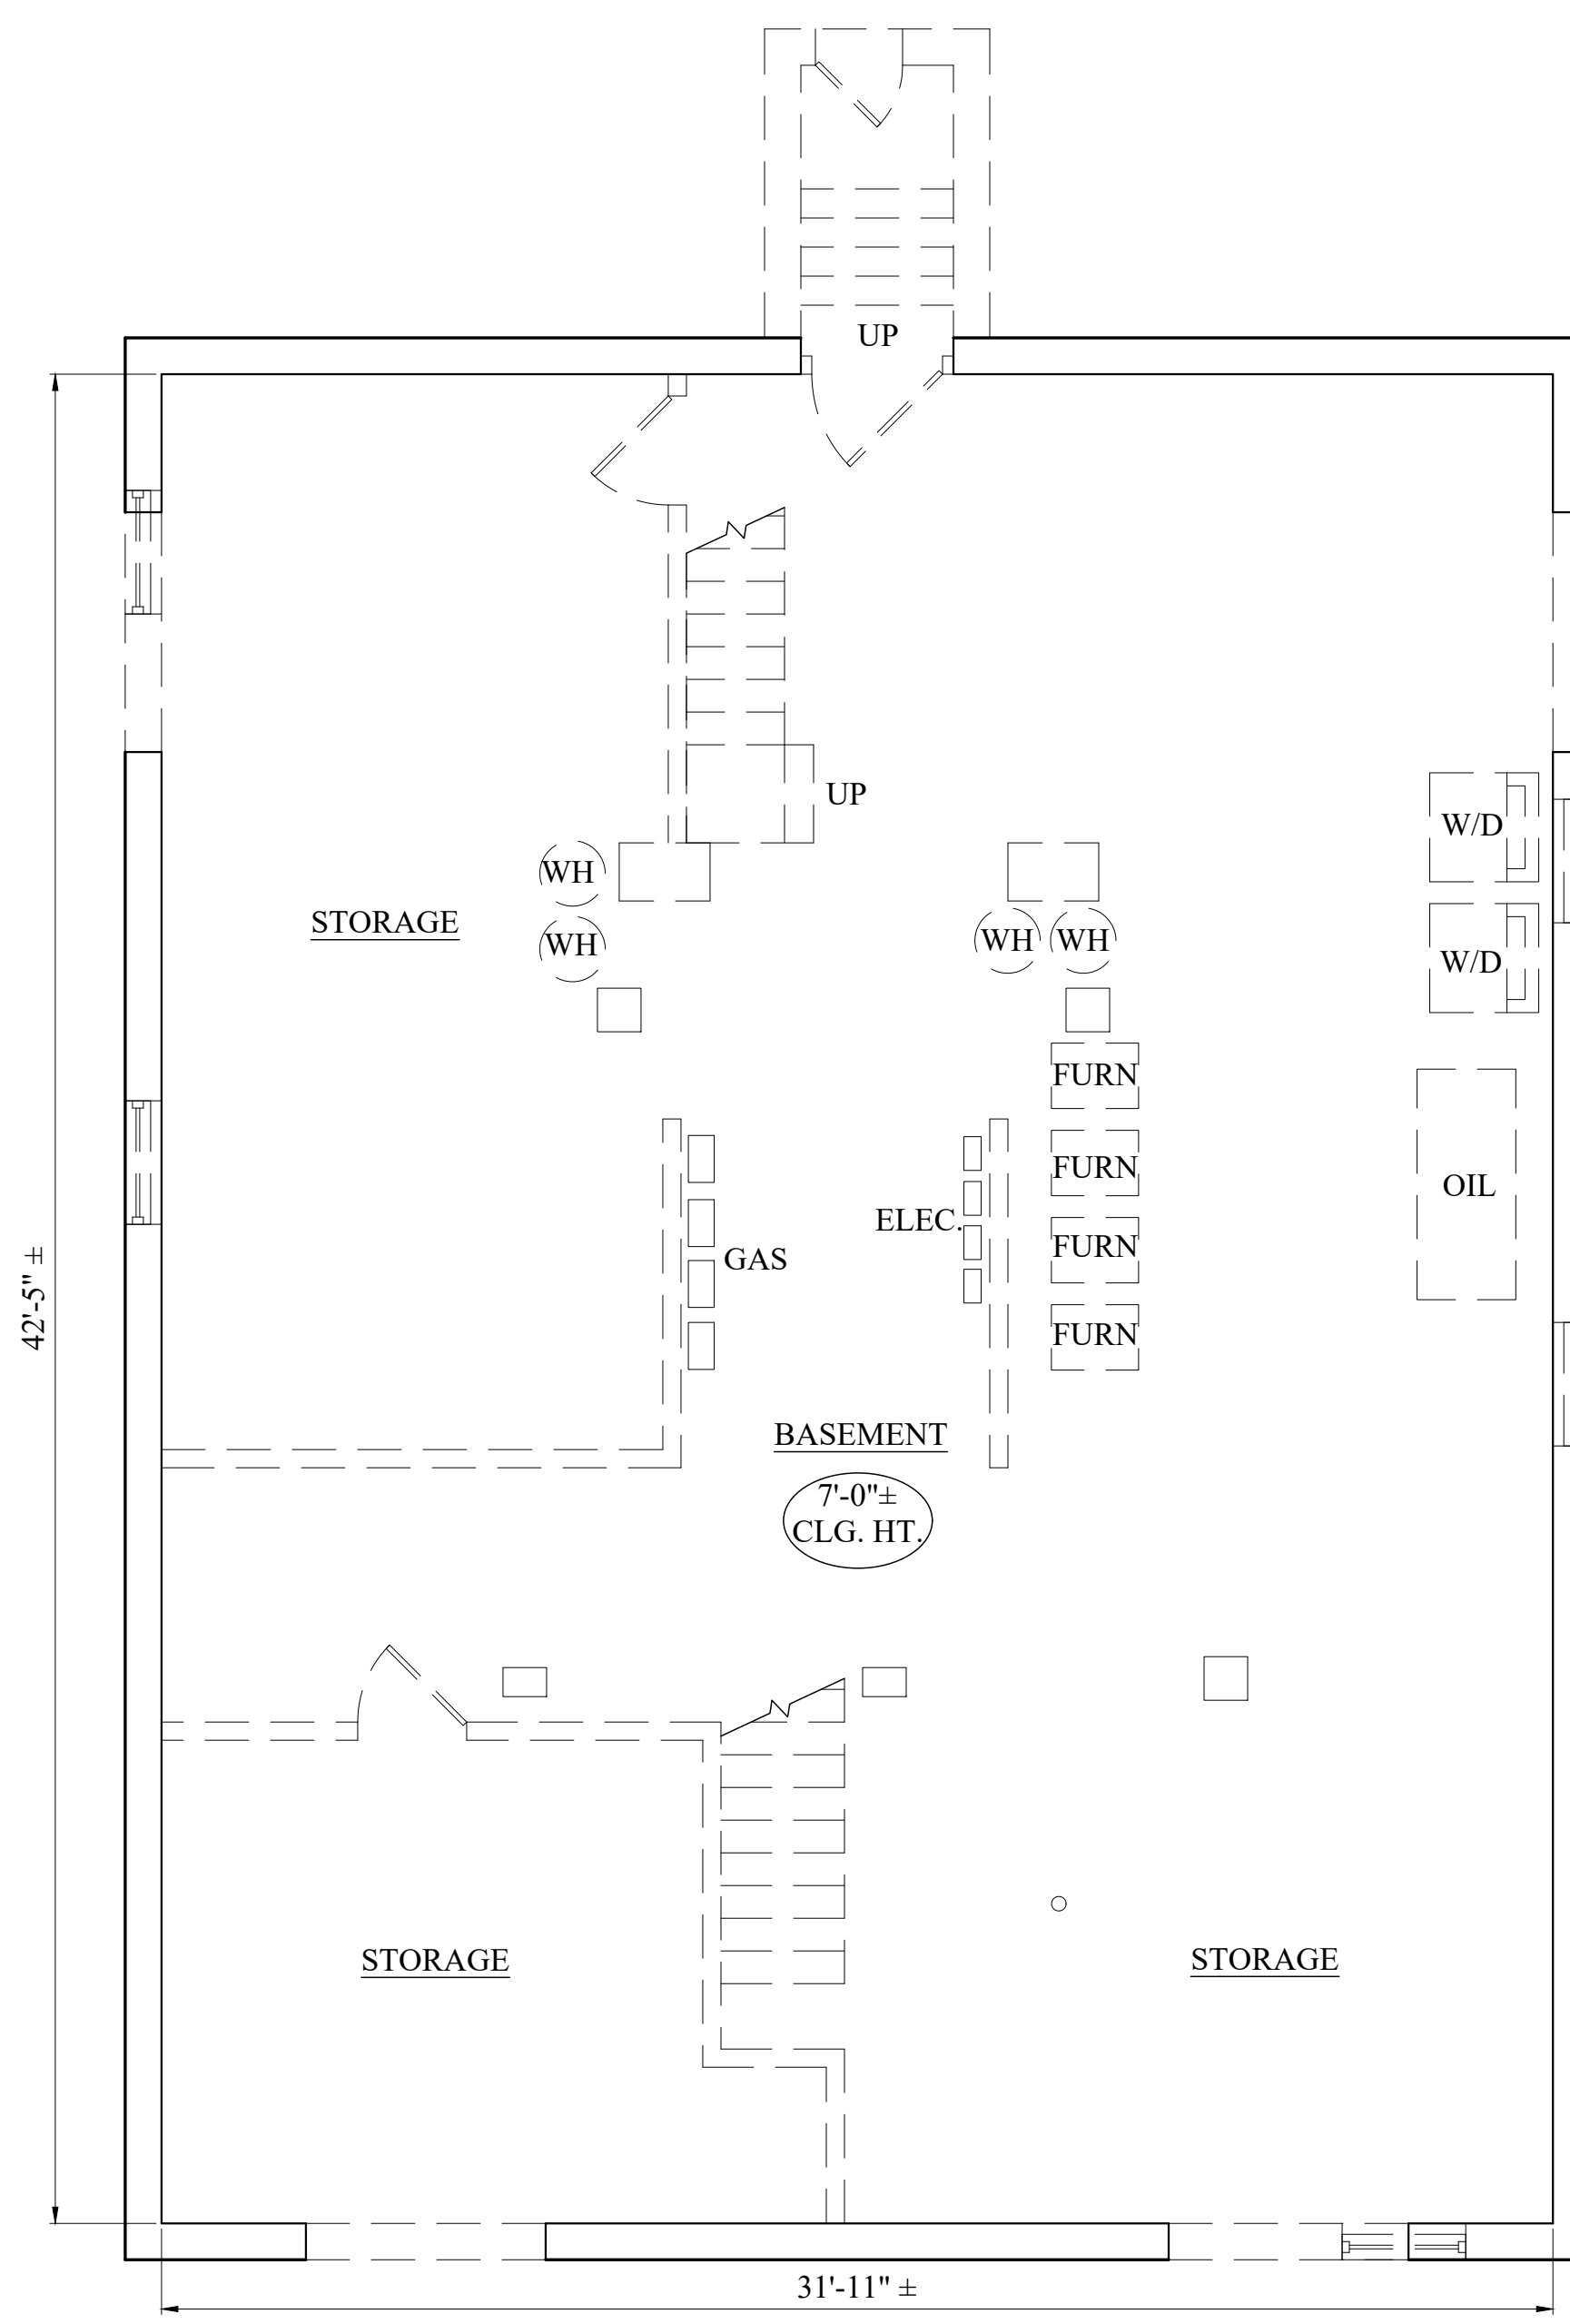 UP
UP
W/D
WH
STORAGE
WH
WH
WH
W/D
FURN
FURN
OIL
ELEC.
FURN
GAS
42'-5" ±
FURN
BASEMENT
7'-0"±
CLG. HT.
STORAGE
STORAGE
31'-11" ±